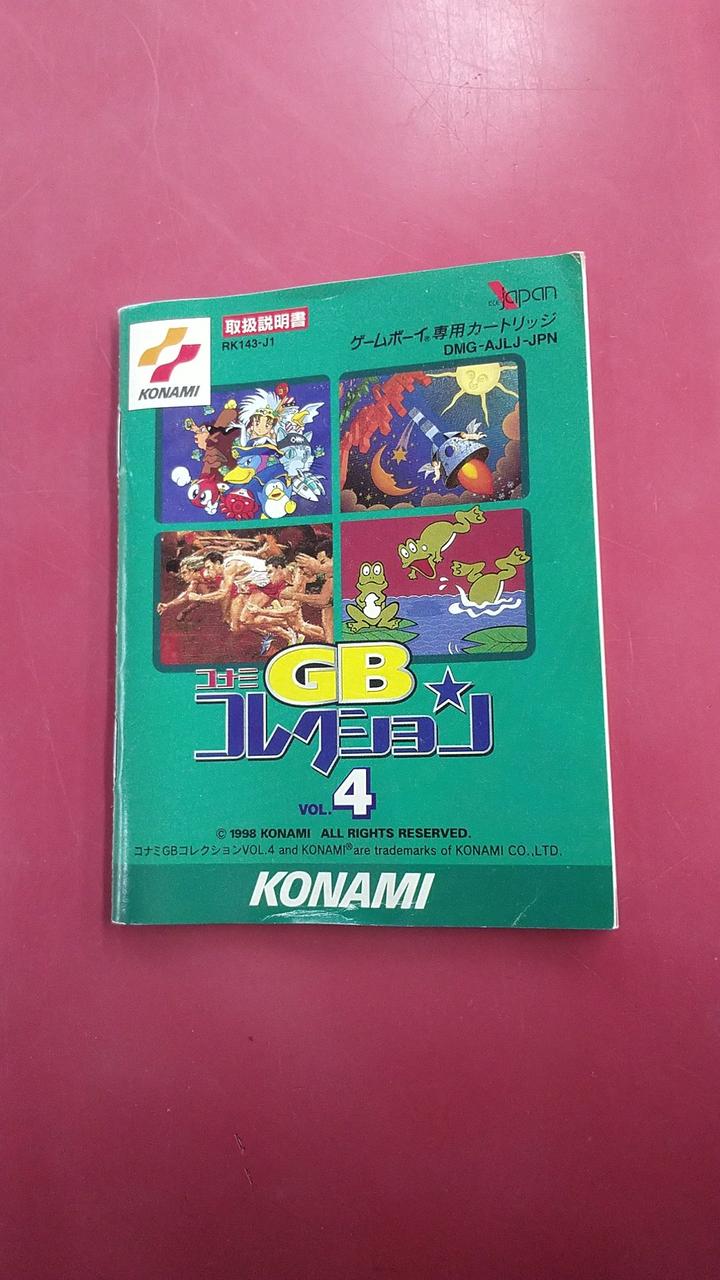 KONAMI
取扱説明書
RK143-J1
Japan
ゲームボーイ®専用カートリッジ
DMG-AJLJ-JPN
コナミ GB
コレクション
VOL.4
© 1998 KONAMI ALL RIGHTS RESERVED.
コナミGBコレクションVOL.4 and KONAMI® are trademarks of KONAMI CO.,LTD.
KONAMI